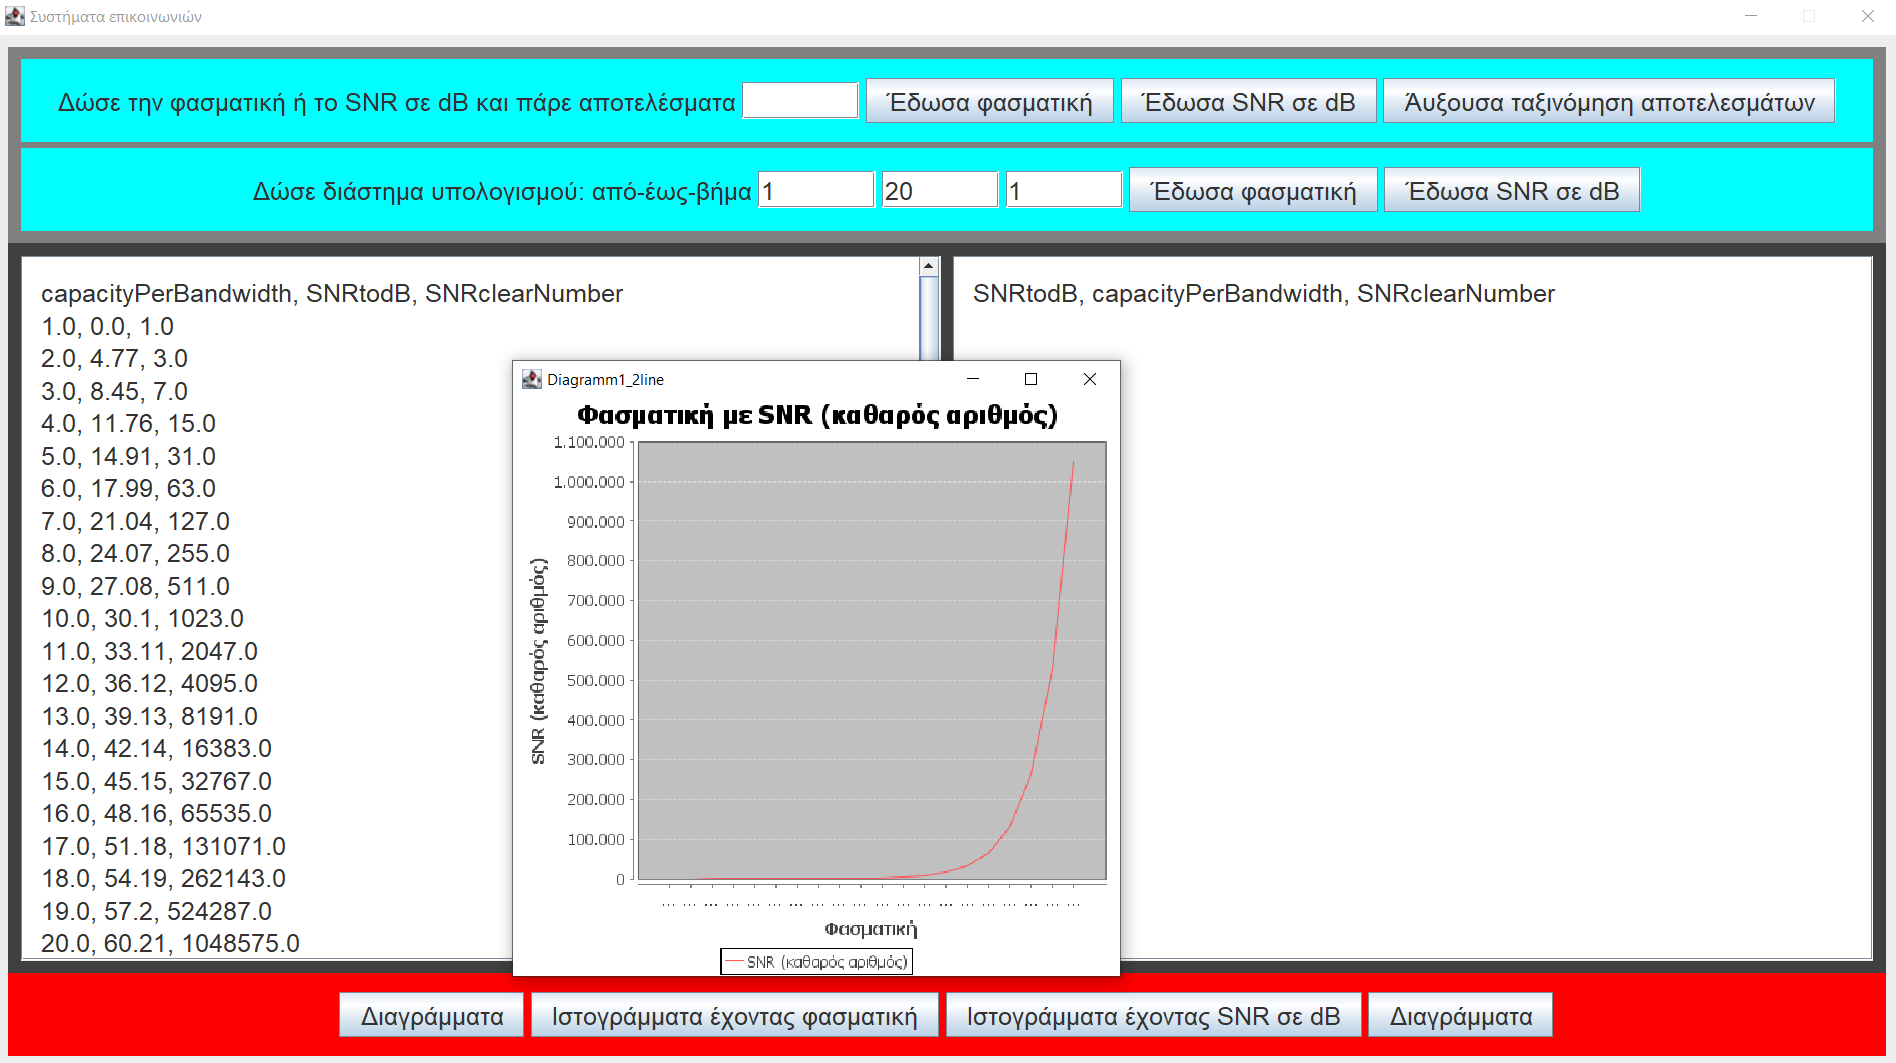 Συστήματα επικοινωνιών
Δώσε την φασματική ή το SNR σε dB και πάρε αποτελέσματα Έδωσα φασματική Έδωσα SNR σε dB Άυξουσα ταξινόμηση αποτελεσμάτων
Δώσε διάστημα υπολογισμού: από-έως-βήμα 1 20 1 Έδωσα φασματική Έδωσα SNR σε dB
capacityPerBandwidth, SNRtodB, SNRclearNumber
1.0, 0.0, 1.0
2.0, 4.77, 3.0
3.0, 8.45, 7.0
4.0, 11.76, 15.0
5.0, 14.91, 31.0
6.0, 17.99, 63.0
7.0, 21.04, 127.0
8.0, 24.07, 255.0
9.0, 27.08, 511.0
10.0, 30.1, 1023.0
11.0, 33.11, 2047.0
12.0, 36.12, 4095.0
13.0, 39.13, 8191.0
14.0, 42.14, 16383.0
15.0, 45.15, 32767.0
16.0, 48.16, 65535.0
17.0, 51.18, 131071.0
18.0, 54.19, 262143.0
19.0, 57.2, 524287.0
20.0, 60.21, 1048575.0
SNRtodB, capacityPerBandwidth, SNRclearNumber
Diagramm1_2line
Φασματική με SNR (καθαρός αριθμός)
SNR (καθαρός αριθμός)
1.100.000
1.000.000
900.000
800.000
700.000
600.000
500.000
400.000
300.000
200.000
100.000
0
... ... ... ... ... ... ... ... ... ... ... ... ... ... ... ... ... ... ... ...
Φασματική
SNR (καθαρός αριθμός)
Διαγράμματα Ιστογράμματα έχοντας φασματική Ιστογράμματα έχοντας SNR σε dB Διαγράμματα